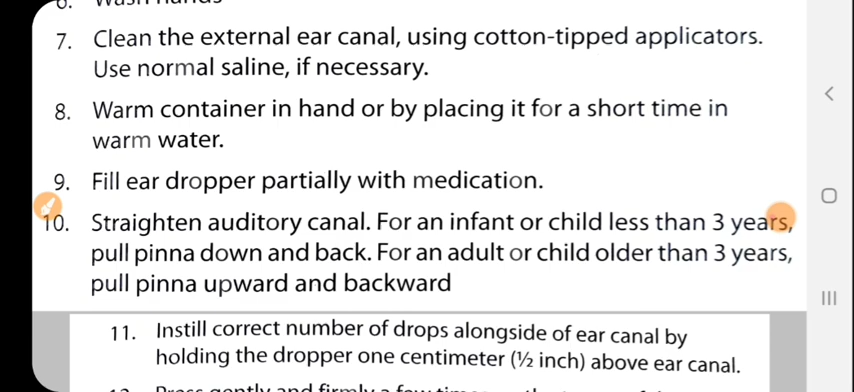 6. Wash hands
7. Clean the external ear canal, using cotton-tipped applicators.
Use normal saline, if necessary.
8. Warm container in hand or by placing it for a short time in
warm water.
9. Fill ear dropper partially with medication.
10. Straighten auditory canal. For an infant or child less than 3 years,
pull pinna down and back. For an adult or child older than 3 years,
pull pinna upward and backward
11. Instill correct number of drops alongside of ear canal by
holding the dropper one centimeter (½ inch) above ear canal.